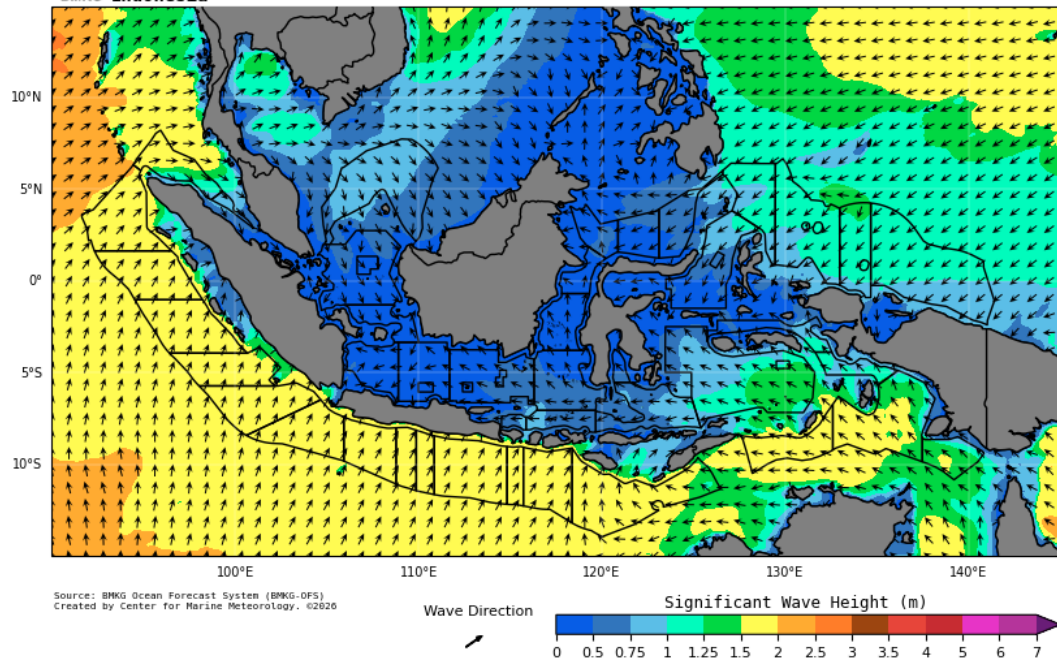 10°N
5°N
0°
5°S
10°S
100°E 110°E 120°E 130°E 140°E
Source: BMKG Ocean Forecast System (BMKG-OFS)
Created by Center for Marine Meteorology. ©2026
Wave Direction
Significant Wave Height (m)
0 0.5 0.75 1 1.25 1.5 2 2.5 3 3.5 4 5 6 7